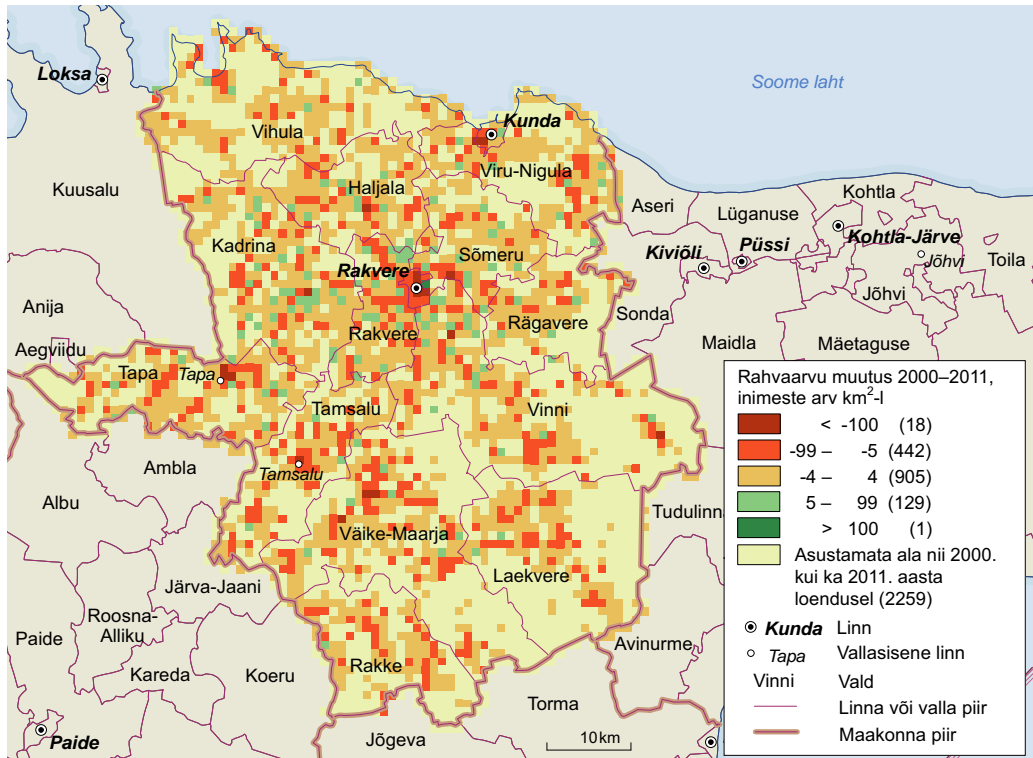 Loksa
Soome laht
Kunda
Vihula
Viru-Nigula
Kuusalu
Haljala
Aseri
Kohtla
Lüganuse
Kadrina
Sõmeru
Kohtla-Järve
Püssi
Kiviõli
Jõhvi
Toila
Rakvere
Jõhvi
Anija
Sonda
Rägavere
Rakvere
Maidla
Mäetaguse
Aegviidu
Tapa
Tapa
Tamsalu
Vinni
Ambla
Tamsalu
Albu
Tudulinna
Väike-Maarja
Laekvere
Järva-Jaani
Roosna-
Alliku
Paide
Avinurme
Rakke
Kareda
Koeru
Torma
Paide
Jõgeva
10 km
Rahvaarvu muutus 2000–2011,
inimeste arv km²-l
< -100 (18)
-99 – -5 (442)
-4 – 4 (905)
5 – 99 (129)
> 100 (1)
Asustamata ala nii 2000.
kui ka 2011. aasta
loendusel (2259)
Kunda Linn
Tapa Vallasisene linn
Vinni Vald
Linna või valla piir
Maakonna piir